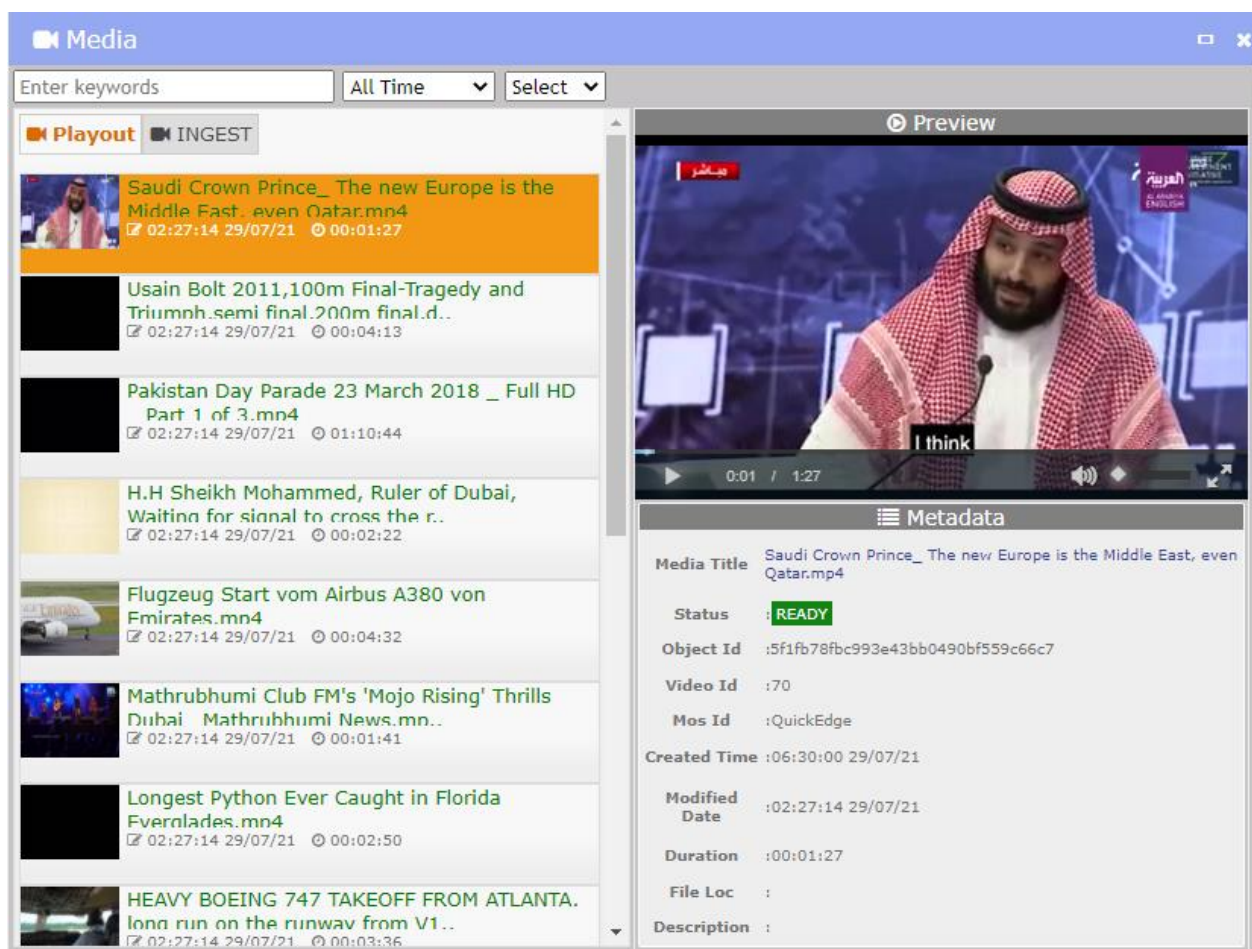 Media
Enter keywords
All Time
Select
Playout
INGEST
Saudi Crown Prince_ The new Europe is the
Middle East, even Qatar.mp4
02:27:14 29/07/21 00:01:27
Usain Bolt 2011,100m Final-Tragedy and
Triumph.semi final.200m final.d..
02:27:14 29/07/21 00:04:13
Pakistan Day Parade 23 March 2018 _ Full HD
_ Part 1 of 3.mp4
02:27:14 29/07/21 01:10:44
H.H Sheikh Mohammed, Ruler of Dubai,
Waiting for signal to cross the r..
02:27:14 29/07/21 00:02:22
Flugzeug Start vom Airbus A380 von
Emirates.mp4
02:27:14 29/07/21 00:04:32
Mathrubhumi Club FM's 'Mojo Rising' Thrills
Dubai _ Mathrubhumi News.mp..
02:27:14 29/07/21 00:01:41
Longest Python Ever Caught in Florida
Everglades.mp4
02:27:14 29/07/21 00:02:50
HEAVY BOEING 747 TAKEOFF FROM ATLANTA.
long run on the runway from V1..
02:27:14 29/07/21 00:03:36
Preview
مباشر
العربية
AL ARABIYA
ENGLISH
I think
0:01 / 1:27
Metadata
Media Title Saudi Crown Prince_ The new Europe is the Middle East, even
Qatar.mp4
Status :READY
Object Id :5f1fb78fbc993e43bb0490bf559c66c7
Video Id :70
Mos Id :QuickEdge
Created Time :06:30:00 29/07/21
Modified
Date :02:27:14 29/07/21
Duration :00:01:27
File Loc :
Description :